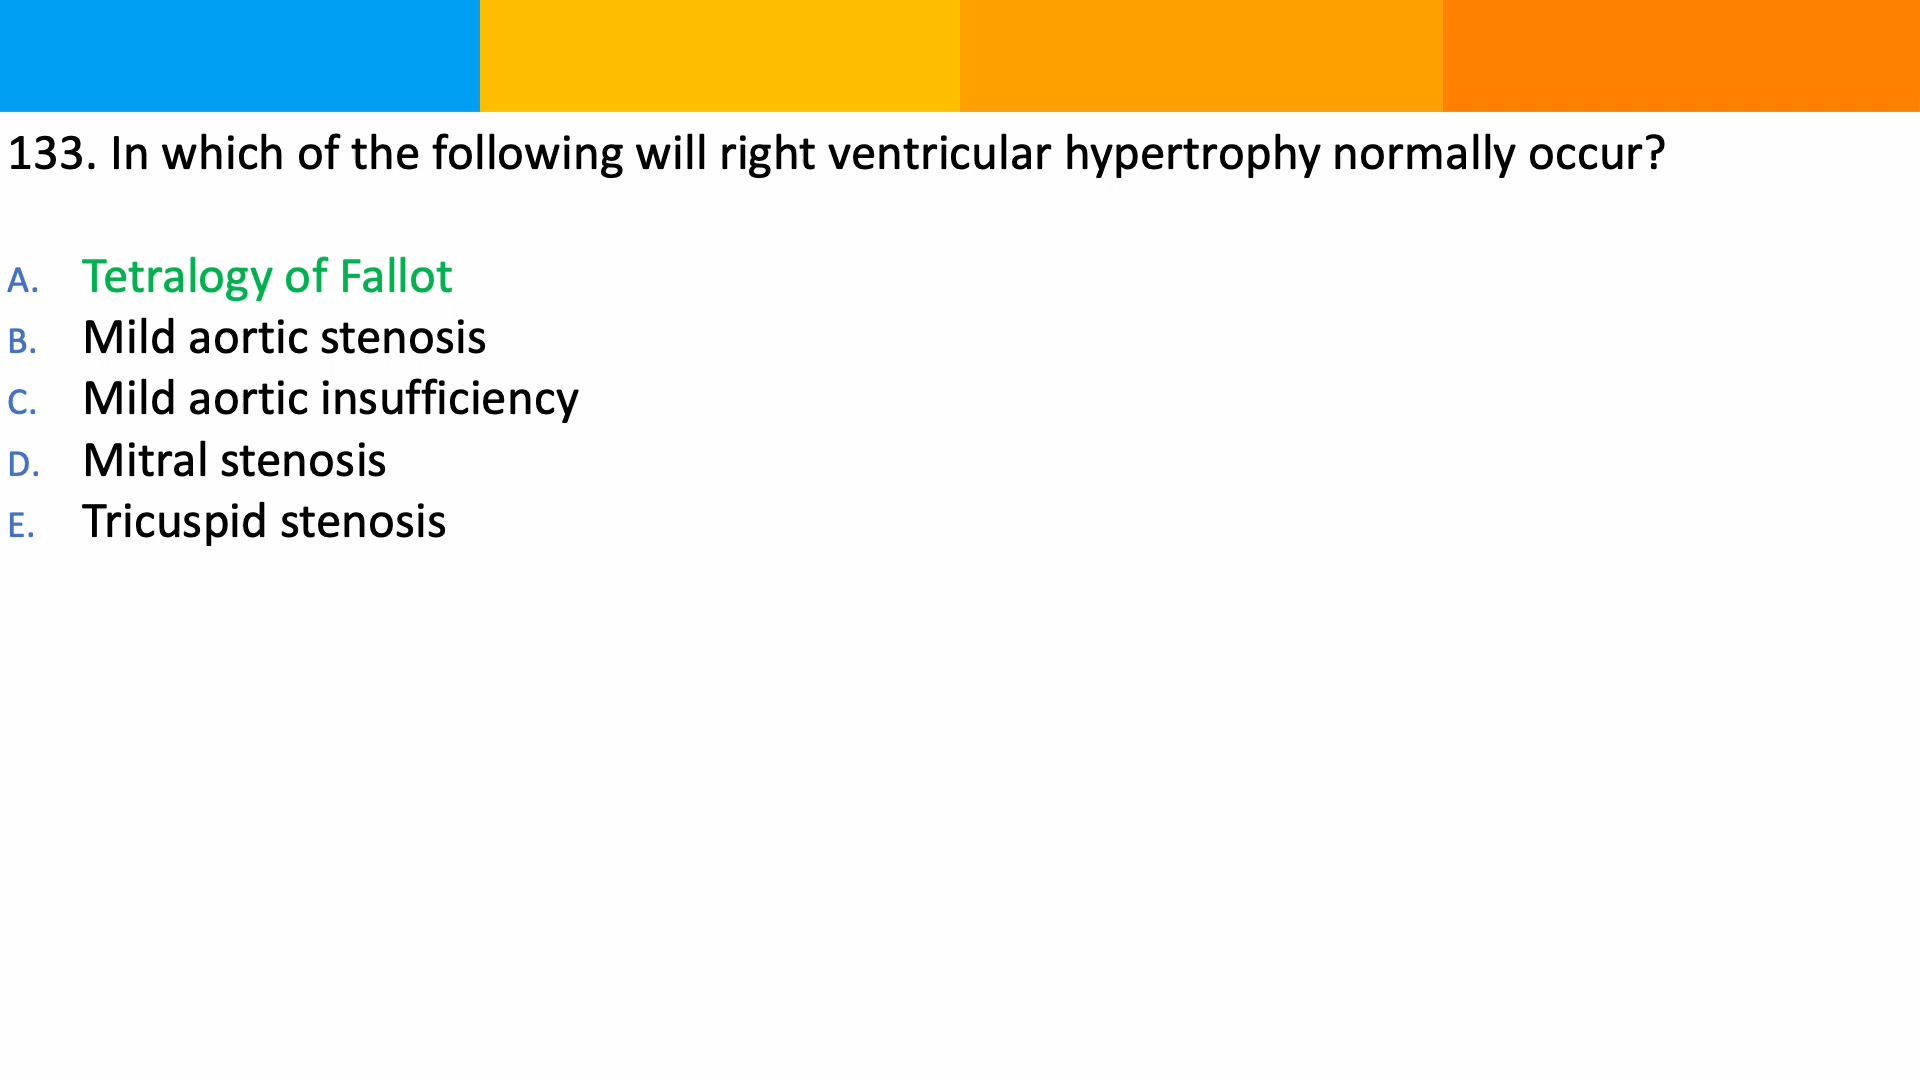 133. In which of the following will right ventricular hypertrophy normally occur?
A. Tetralogy of Fallot
B. Mild aortic stenosis
C. Mild aortic insufficiency
D. Mitral stenosis
E. Tricuspid stenosis